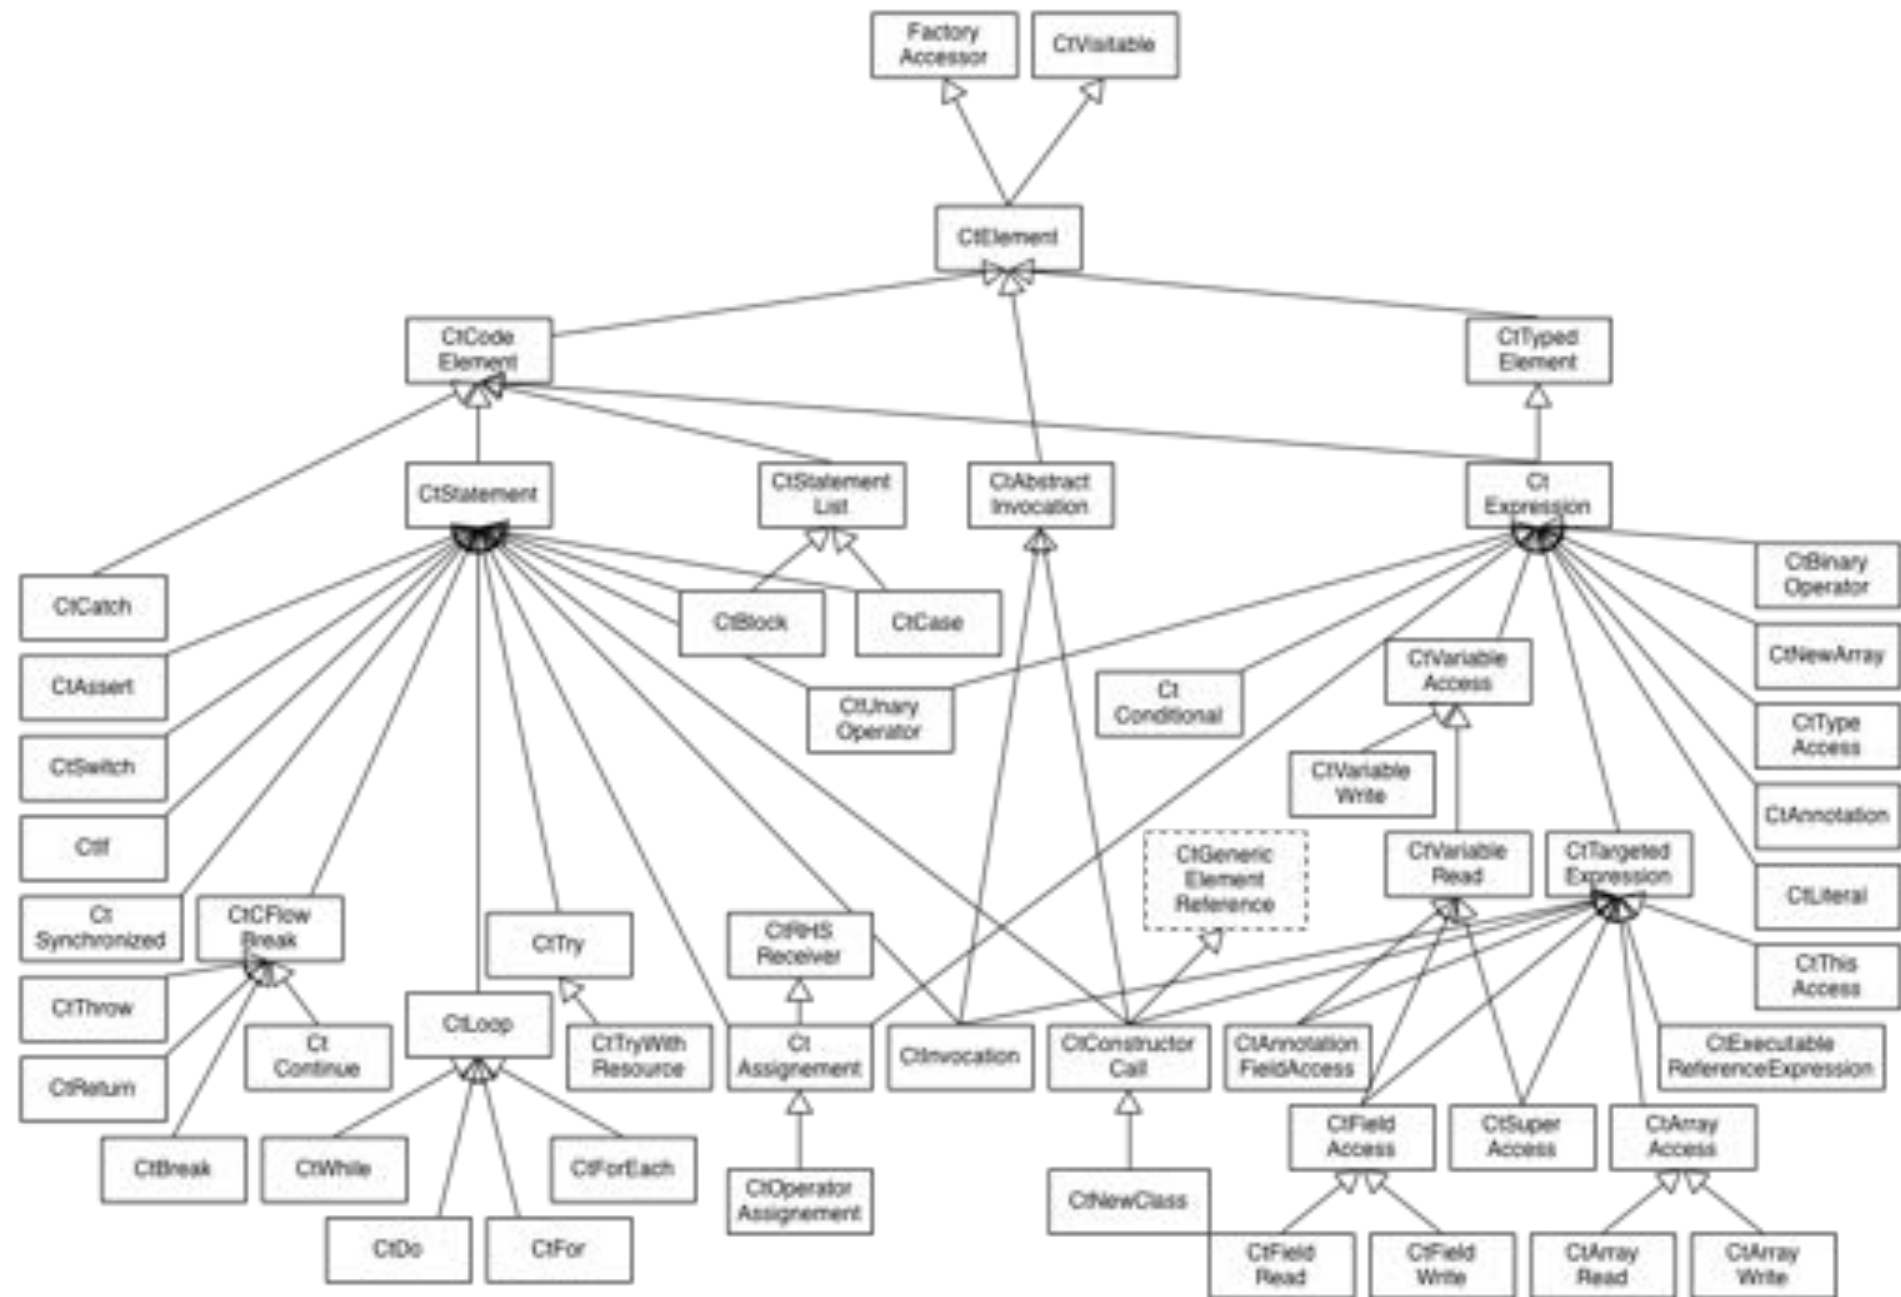 Factory
Accessor
CtVisitable
CtElement
CtCode
Element
CtTyped
Element
CtStatement
CtStatement
List
CtAbstract
Invocation
Ct
Expression
CtCatch
CtBlock
CtCase
CtBinary
Operator
CtAssert
CtUnary
Operator
Ct
Conditional
CtVariable
Access
CtNewArray
CtSwitch
CtVariable
Write
CtType
Access
CtIf
CtGeneric
Element
Reference
CtVariable
Read
CtTargeted
Expression
CtAnnotation
Ct
Synchronized
CtCFlow
Break
CtTry
CtRHS
Receiver
CtLiteral
CtThrow
Ct
Continue
CtLoop
CtTryWith
Resource
Ct
Assignement
CtInvocation
CtConstructor
Call
CtAnnotation
FieldAccess
CtThis
Access
CtExecutable
ReferenceExpression
CtReturn
CtBreak
CtWhile
CtForEach
CtField
Access
CtSuper
Access
CtArray
Access
CtDo
CtFor
CtOperator
Assignement
CtNewClass
CtField
Read
CtField
Write
CtArray
Read
CtArray
Write